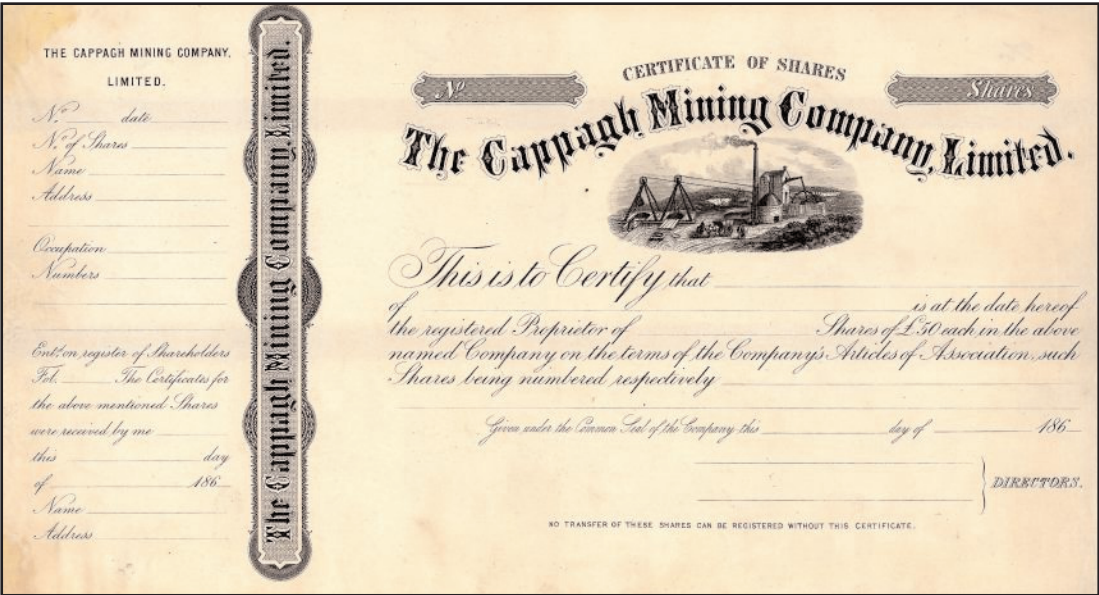 THE CAPPAGH MINING COMPANY,
LIMITED.
No. date
No. of Shares
Name
Address
Occupation
Numbers
Entd. on register of Shareholders
Fol. The Certificates for
the above mentioned Shares
were received by me
this day
of 186
Name
Address
The Cappagh Mining Company, Limited.
CERTIFICATE OF SHARES
No
Shares
The Cappagh Mining Company, Limited.
This is to Certify that
of is at the date hereof
the registered Proprietor of Shares of £50 each in the above
named Company on the terms of the Company's Articles of Association, such
Shares being numbered respectively
Given under the Common Seal of the Company this day of 186
DIRECTORS.
NO TRANSFER OF THESE SHARES CAN BE REGISTERED WITHOUT THIS CERTIFICATE.